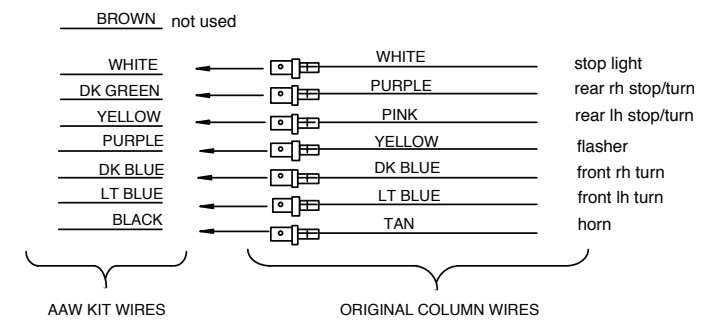 BROWN not used
WHITE WHITE stop light
DK GREEN PURPLE rear rh stop/turn
YELLOW PINK rear lh stop/turn
PURPLE YELLOW flasher
DK BLUE DK BLUE front rh turn
LT BLUE LT BLUE front lh turn
BLACK TAN horn
AAW KIT WIRES ORIGINAL COLUMN WIRES